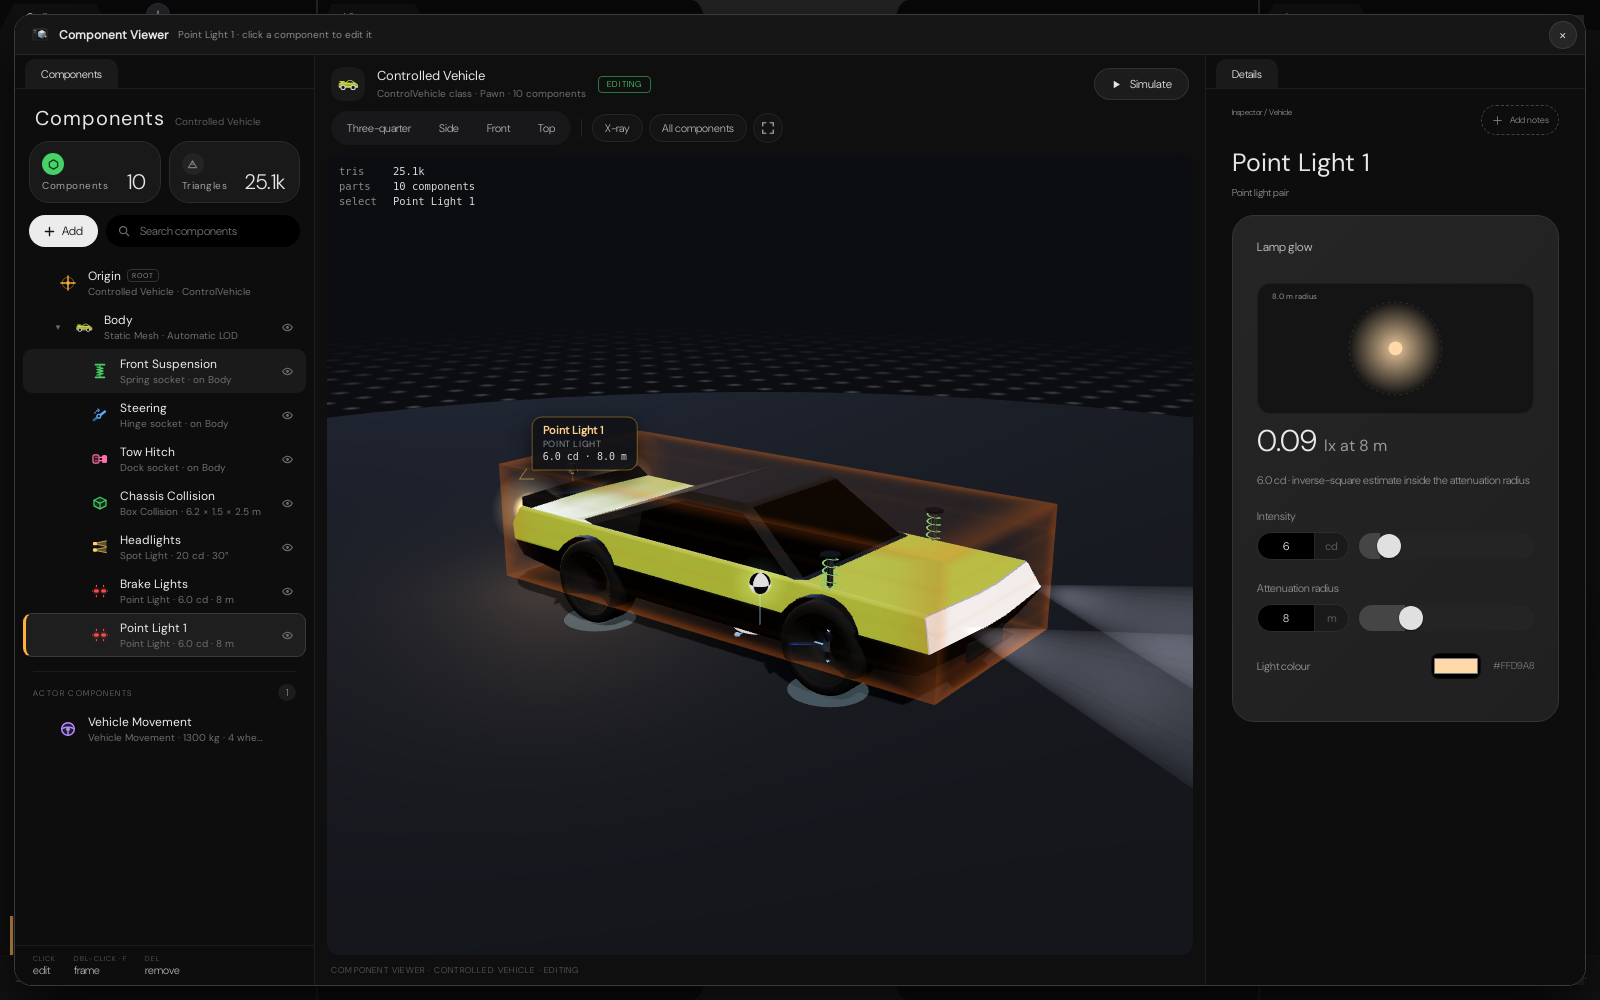 Component Viewer Point Light 1 · click a component to edit it
×
Components
Components Controlled Vehicle
Components 10
Triangles 25.1k
+ Add
Search components
Origin ROOT
Controlled Vehicle · ControlVehicle
Body
Static Mesh · Automatic LOD
Front Suspension
Spring socket · on Body
Steering
Hinge socket · on Body
Tow Hitch
Dock socket · on Body
Chassis Collision
Box Collision · 6.2 × 1.5 × 2.5 m
Headlights
Spot Light · 20 cd · 30°
Brake Lights
Point Light · 6.0 cd · 8 m
Point Light 1
Point Light · 6.0 cd · 8 m
ACTOR COMPONENTS 1
Vehicle Movement
Vehicle Movement · 1300 kg · 4 whe...
CLICK DBL-CLICK · F DEL
edit frame remove
Controlled Vehicle
ControlVehicle class · Pawn · 10 components
EDITING
Simulate
Three-quarter Side Front Top X-ray All components
tris 25.1k
parts 10 components
select Point Light 1
Point Light 1
POINT LIGHT
6.0 cd · 8.0 m
COMPONENT VIEWER · CONTROLLED VEHICLE · EDITING
Details
Inspector / Vehicle
+ Add notes
Point Light 1
Point light pair
Lamp glow
8.0 m radius
0.09 lx at 8 m
6.0 cd · inverse-square estimate inside the attenuation radius
Intensity
6 cd
Attenuation radius
8 m
Light colour #FFD9A8